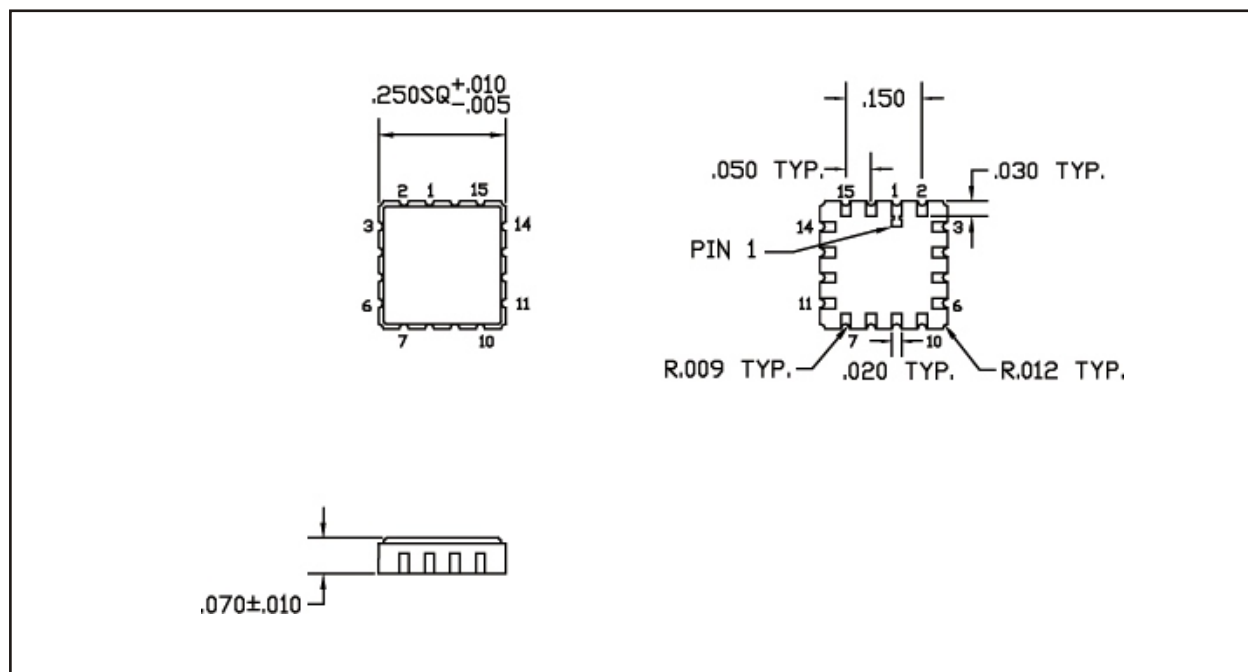 .250SQ +.010
-.005
2 1 15
3 14
6 11
7 10
.150
.050 TYP.
.030 TYP.
15 1 2
14 3
PIN 1
11 6
7 10
R.009 TYP.
.020 TYP.
R.012 TYP.
.070±.010